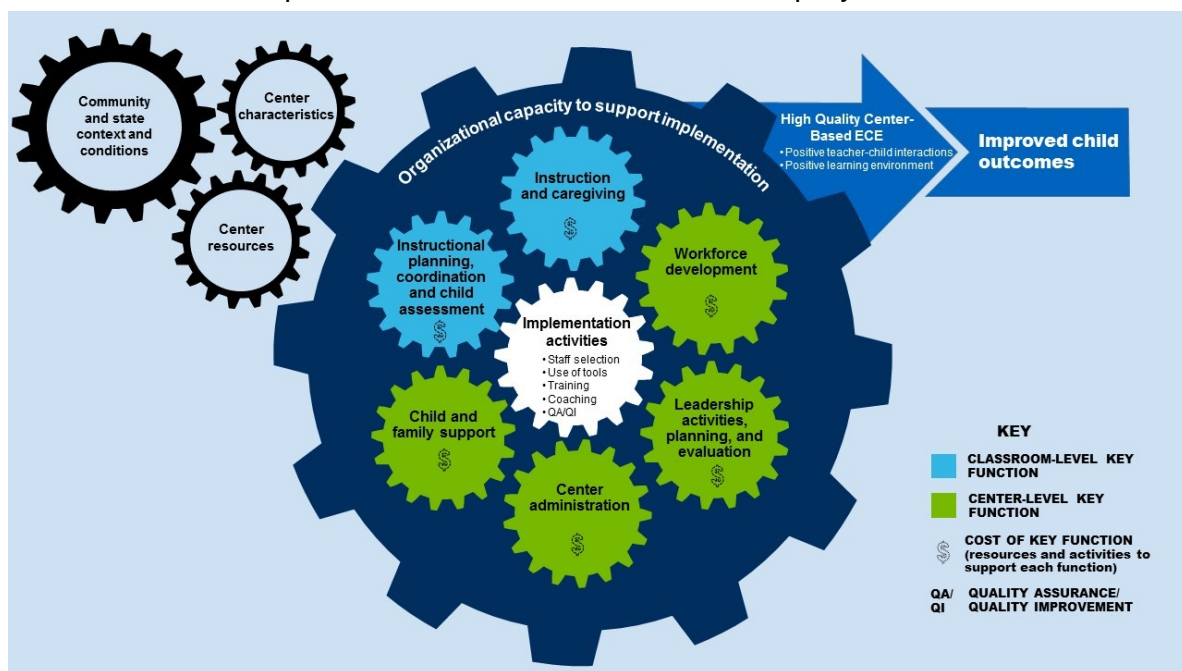 Community
and state
context and
conditions
Center
characteristics
Center
resources
Organizational capacity to support implementation
Instruction
and caregiving
$
Instructional
planning,
coordination
and child
assessment
$
Workforce
development
$
Implementation
activities
• Staff selection
• Use of tools
• Training
• Coaching
• QA/QI
Child and
family support
$
Leadership
activities,
planning, and
evaluation
$
Center
administration
$
High Quality Center-
Based ECE
• Positive teacher-child interactions
• Positive learning environment
Improved child
outcomes
KEY
CLASSROOM-LEVEL KEY
FUNCTION
CENTER-LEVEL KEY
FUNCTION
$ COST OF KEY FUNCTION
(resources and activities to
support each function)
QA/ QUALITY ASSURANCE/
QI QUALITY IMPROVEMENT